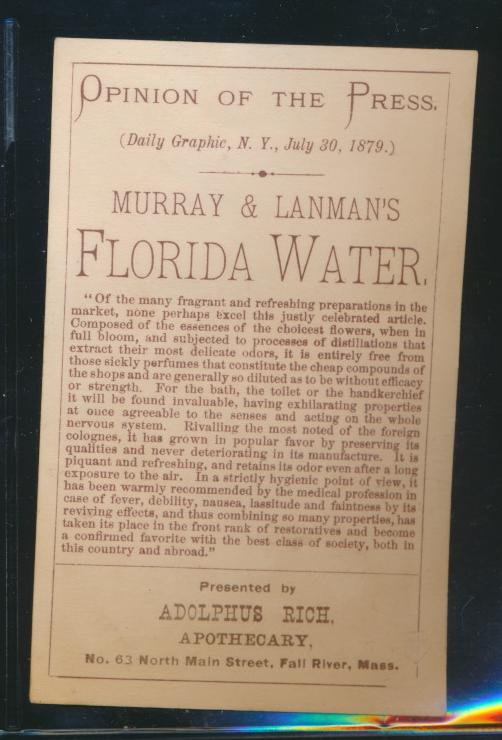 OPINION OF THE PRESS.
(Daily Graphic, N. Y., July 30, 1879.)
MURRAY & LANMAN'S
FLORIDA WATER.
"Of the many fragrant and refreshing preparations in the
market, none perhaps excel this justly celebrated article.
Composed of the essences of the choicest flowers, when in
full bloom, and subjected to processes of distillations that
extract their most delicate odors, it is entirely free from
those sickly perfumes that constitute the cheap compounds of
the shops and are generally so diluted as to be without efficacy
or strength. For the bath, the toilet or the handkerchief
it will be found invaluable, having exhilarating properties
at once agreeable to the senses and acting on the whole
nervous system. Rivalling the most noted of the foreign
colognes, it has grown in popular favor by preserving its
qualities and never deteriorating in its manufacture. It is
piquant and refreshing, and retains its odor even after a long
exposure to the air. In a strictly hygienic point of view, it
has been warmly recommended by the medical profession in
case of fever, debility, nausea, lassitude and faintness by its
reviving effects, and thus combining so many properties, has
taken its place in the front rank of restoratives and become
a confirmed favorite with the best class of society, both in
this country and abroad."
Presented by
ADOLPHUS RICH,
APOTHECARY,
No. 63 North Main Street, Fall River, Mass.